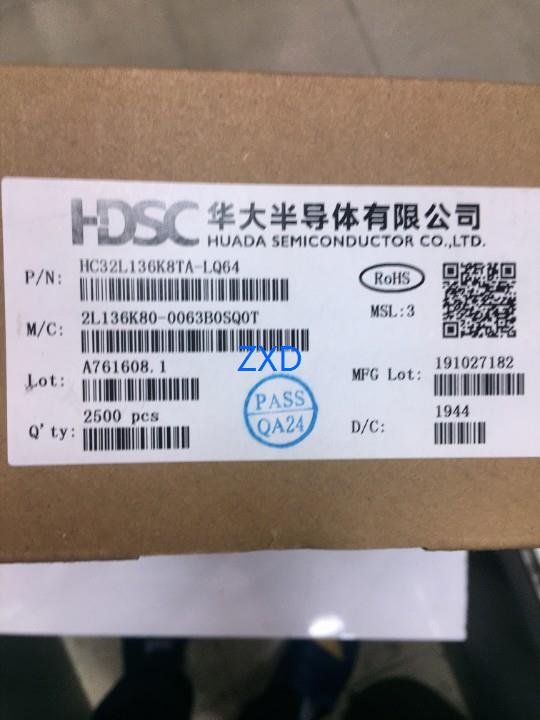 HDSC 华大半导体有限公司
HUADA SEMICONDUCTOR CO.,LTD.
P/N: HC32L136K8TA-LQ64
RoHS
M/C: 2L136K80-0063B0SQ0T
MSL:3
ZXD
Lot: A761608.1
MFG Lot: 191027182
Q'ty: 2500 pcs
PASS
QA24
D/C: 1944